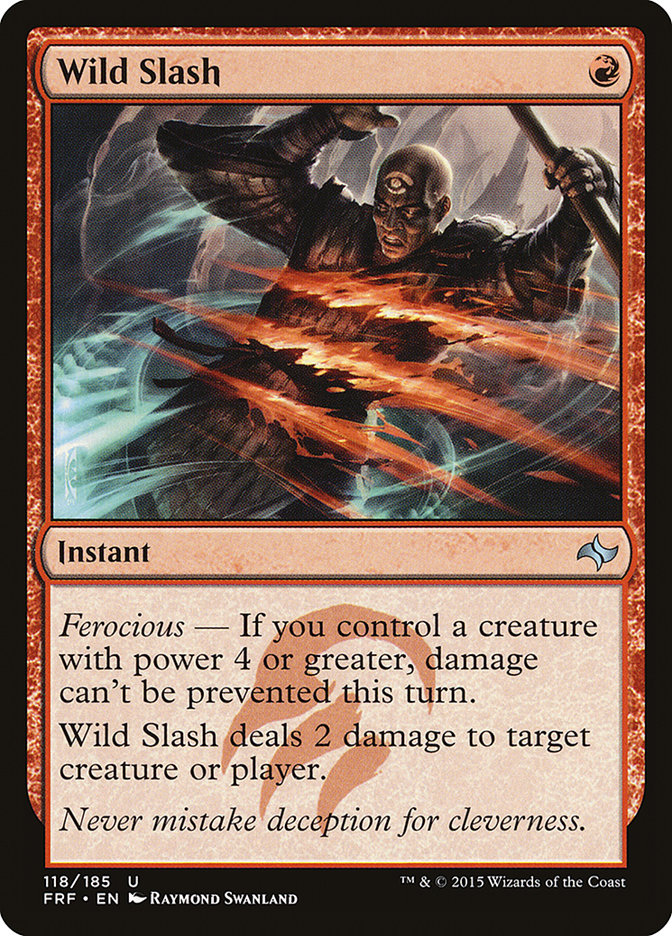 Wild Slash
Instant
Ferocious — If you control a creature
with power 4 or greater, damage
can't be prevented this turn.
Wild Slash deals 2 damage to target
creature or player.
Never mistake deception for cleverness.
118/185 U
FRF • EN Raymond Swanland
™ & © 2015 Wizards of the Coast